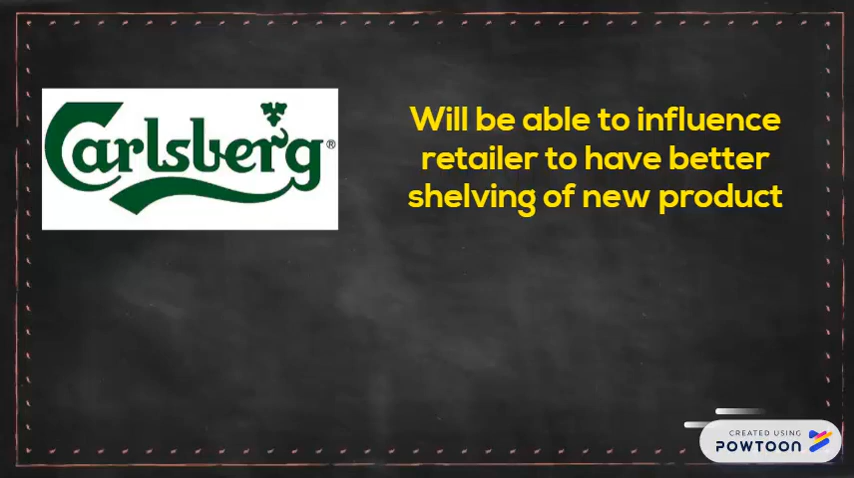 Carlsberg®
Will be able to influence
retailer to have better
shelving of new product
CREATED USING
POWTOON